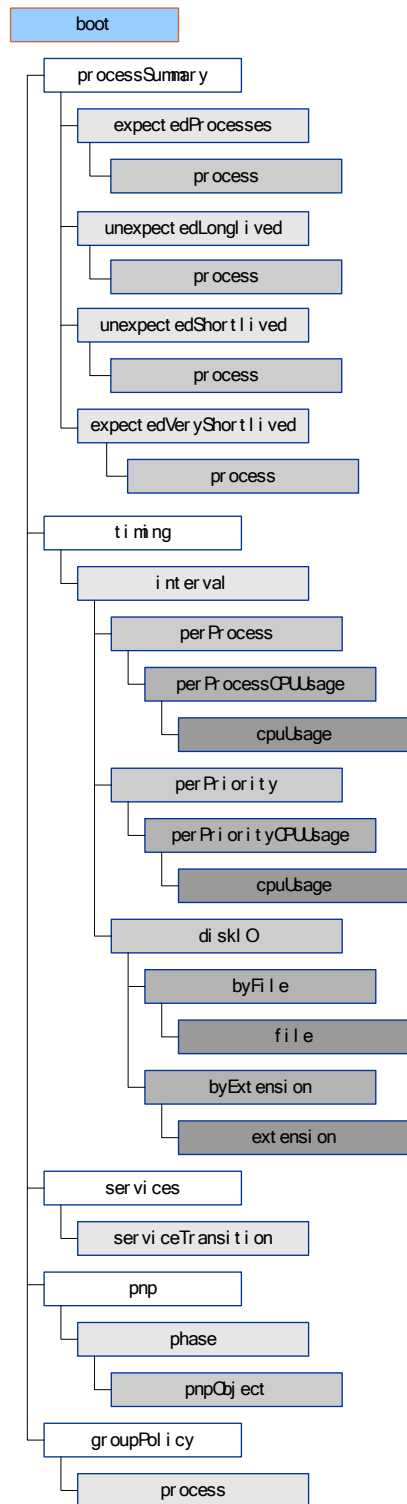 boot
processSummary
expectedProcesses
process
unexpectedLonglived
process
unexpectedShortlived
process
expectedVeryShortlived
process
timing
interval
perProcess
perProcessCPUUsage
cpuUsage
perPriority
perPriorityCPUUsage
cpuUsage
diskIO
byFile
file
byExtension
extension
services
serviceTransition
pnp
phase
pnpObject
groupPolicy
process